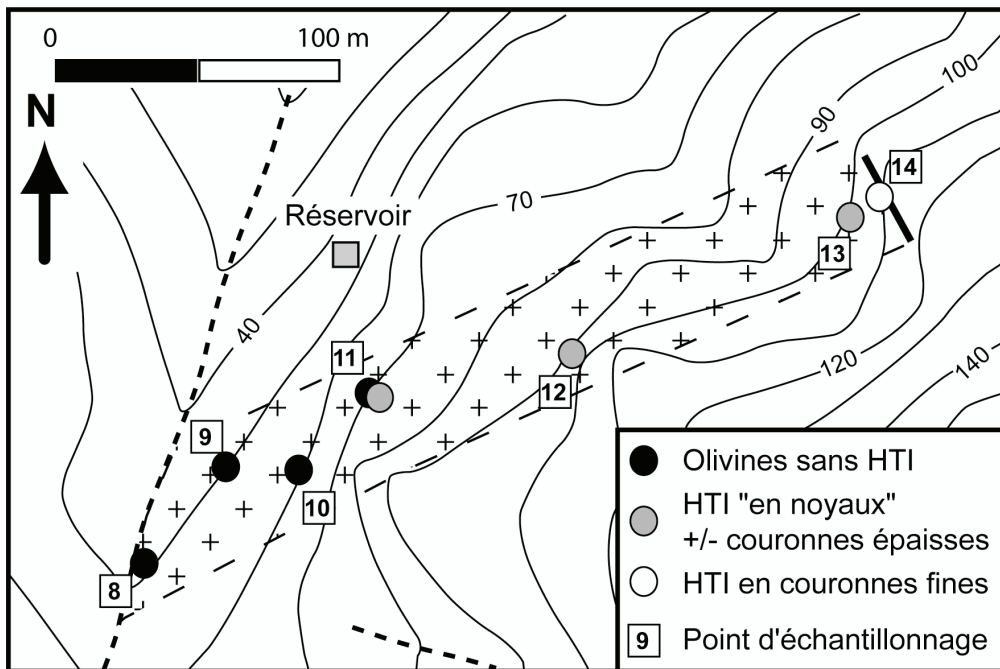 0 100 m
N
Réservoir
100
90
70
14
13
40
11
12
120
140
9
10
8
Olivines sans HTI
HTI "en noyaux"
+/- couronnes épaisses
HTI en couronnes fines
9 Point d'échantillonnage